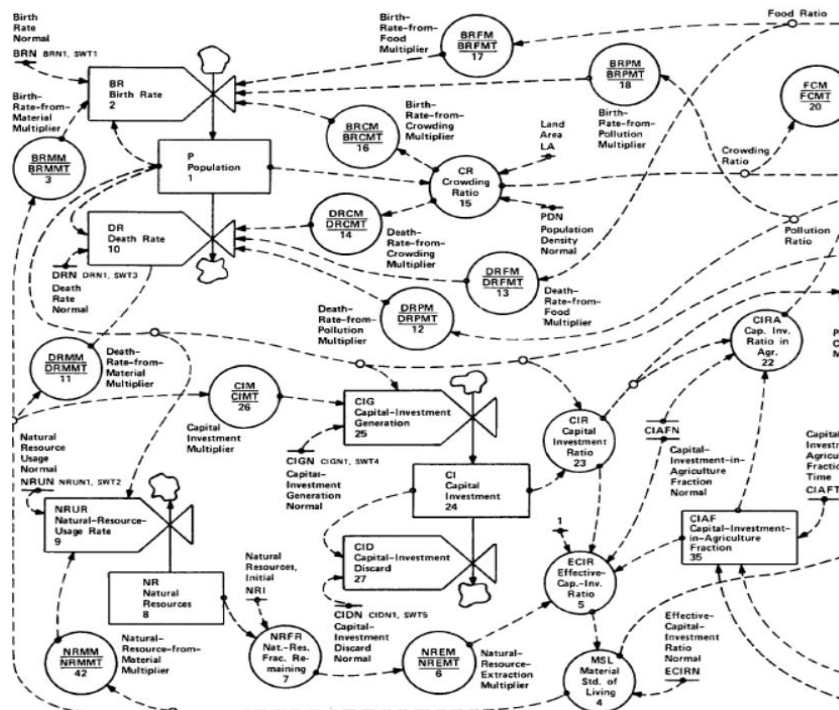 Birth
Rate
Normal
BRN BRN1, SWT1
BR
Birth Rate
2
Birth-
Rate-from-
Material
Multiplier
BRMM
BRMMT
3
Birth-
Rate-from-
Food
Multiplier
BRFM
BRFMT
17
Food Ratio
BRPM
BRPMT
18
Birth-
Rate-from-
Pollution
Multiplier
FCM
FCMT
20
Birth-
Rate-from-
Crowding
Multiplier
BRCM
BRCMT
16
Land
Area
LA
P
Population
1
CR
Crowding
Ratio
15
Crowding
Ratio
PDN
Population
Density
Normal
Pollution
Ratio
DR
Death Rate
10
DRCM
DRCMT
14
Death-
Rate-from-
Crowding
Multiplier
DRN DRN1, SWT3
Death
Rate
Normal
DRFM
DRFMT
13
Death-
Rate-from-
Food
Multiplier
Death-
Rate-from-
Pollution
Multiplier
DRPM
DRPMT
12
CIRA
Cap. Inv.
Ratio in
Agr.
22
P
C
M
DRMM
DRMMT
11
Death-
Rate-from-
Material
Multiplier
CIM
CIMT
26
Capital
Investment
Multiplier
CIG
Capital-Investment
Generation
25
CIR
Capital
Investment
Ratio
23
CIAFN
Capital-
Investment-in-
Agriculture
Fraction
Normal
Capital
Investm
Agricul
Fraction
Time
CIAFT
Natural
Resource
Usage
Normal
NRUN NRUN1, SWT2
CIGN CIGN1, SWT4
Capital-
Investment
Generation
Normal
CI
Capital
Investment
24
NRUR
Natural-Resource-
Usage Rate
9
CID
Capital-Investment
Discard
27
1
CIAF
Capital-Investment-
in-Agriculture
Fraction
35
NR
Natural
Resources
8
Natural
Resources,
Initial
NRI
ECIR
Effective-
Cap.-Inv.
Ratio
5
CIDN CIDN1, SWT5
Capital-
Investment
Discard
Normal
Effective-
Capital-
Investment
Ratio
Normal
ECIRN
NRMM
NRMMT
42
Natural-
Resource-from-
Material
Multiplier
NRFR
Nat.-Res.
Frac. Re-
maining
7
NREM
NREMT
6
Natural-
Resource-
Extraction
Multiplier
MSL
Material
Std. of
Living
4